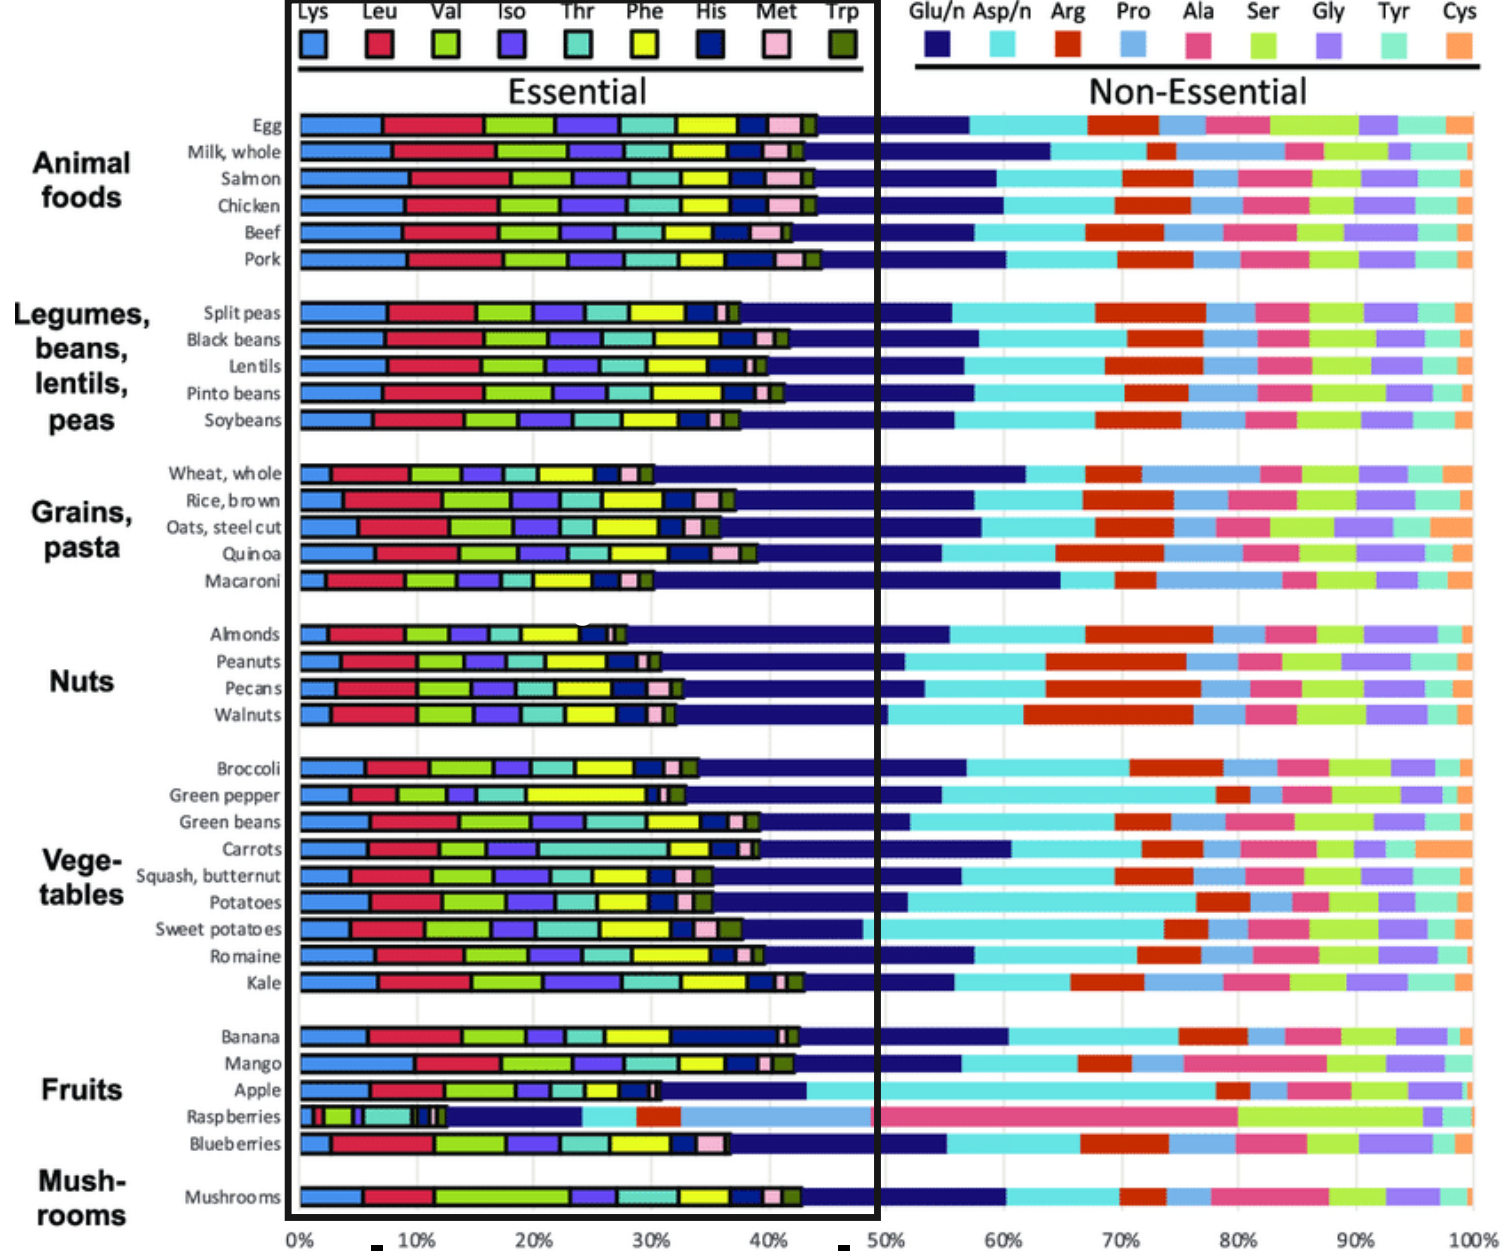 Lys Leu Val Iso Thr Phe His Met Trp Glu/n Asp/n Arg Pro Ala Ser Gly Tyr Cys
Essential Non-Essential
Animal
foods
Egg
Milk, whole
Salmon
Chicken
Beef
Pork
Legumes,
beans,
lentils,
peas
Split peas
Black beans
Lentils
Pinto beans
Soybeans
Grains,
pasta
Wheat, whole
Rice, brown
Oats, steel cut
Quinoa
Macaroni
Nuts
Almonds
Peanuts
Pecans
Walnuts
Vege-
tables
Broccoli
Green pepper
Green beans
Carrots
Squash, butternut
Potatoes
Sweet potatoes
Romaine
Kale
Fruits
Banana
Mango
Apple
Raspberries
Blueberries
Mush-
rooms
Mushrooms
0% 10% 20% 30% 40% 50% 60% 70% 80% 90% 100%